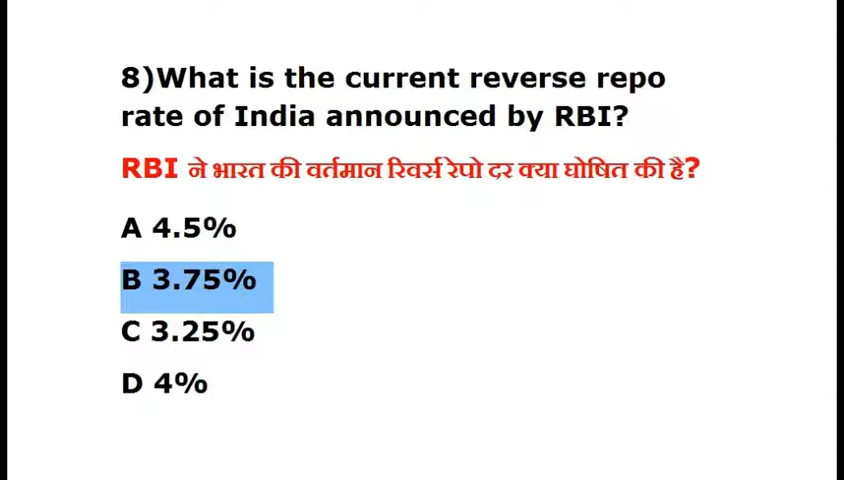 8)What is the current reverse repo
rate of India announced by RBI?
RBI ने भारत की वर्तमान रिवर्स रेपो दर क्या घोषित की है?
A 4.5%
B 3.75%
C 3.25%
D 4%